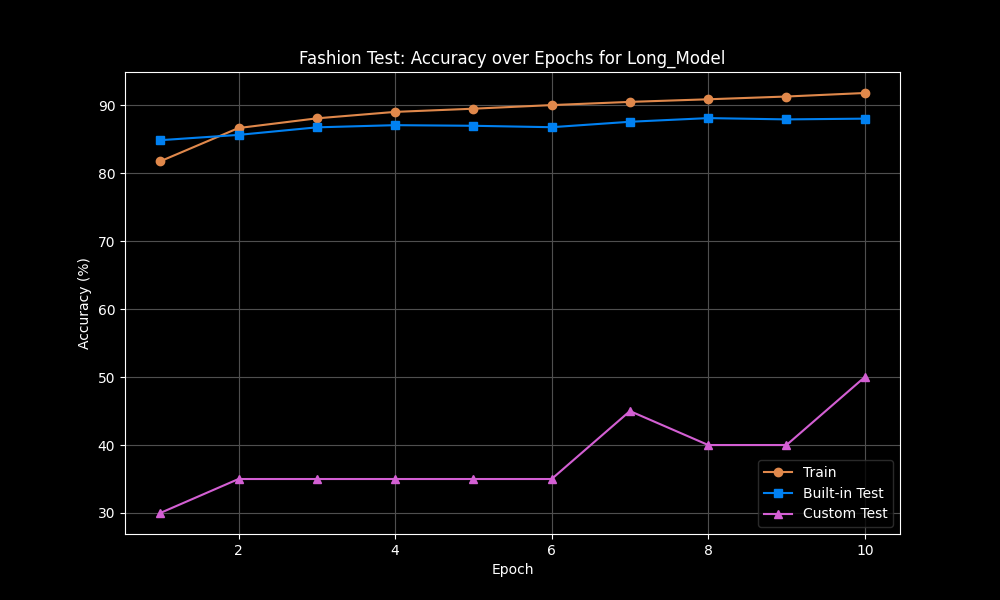 Fashion Test: Accuracy over Epochs for Long_Model
Accuracy (%)
90
80
70
60
50
40
30
2
4
6
8
10
Epoch
Train
Built-in Test
Custom Test